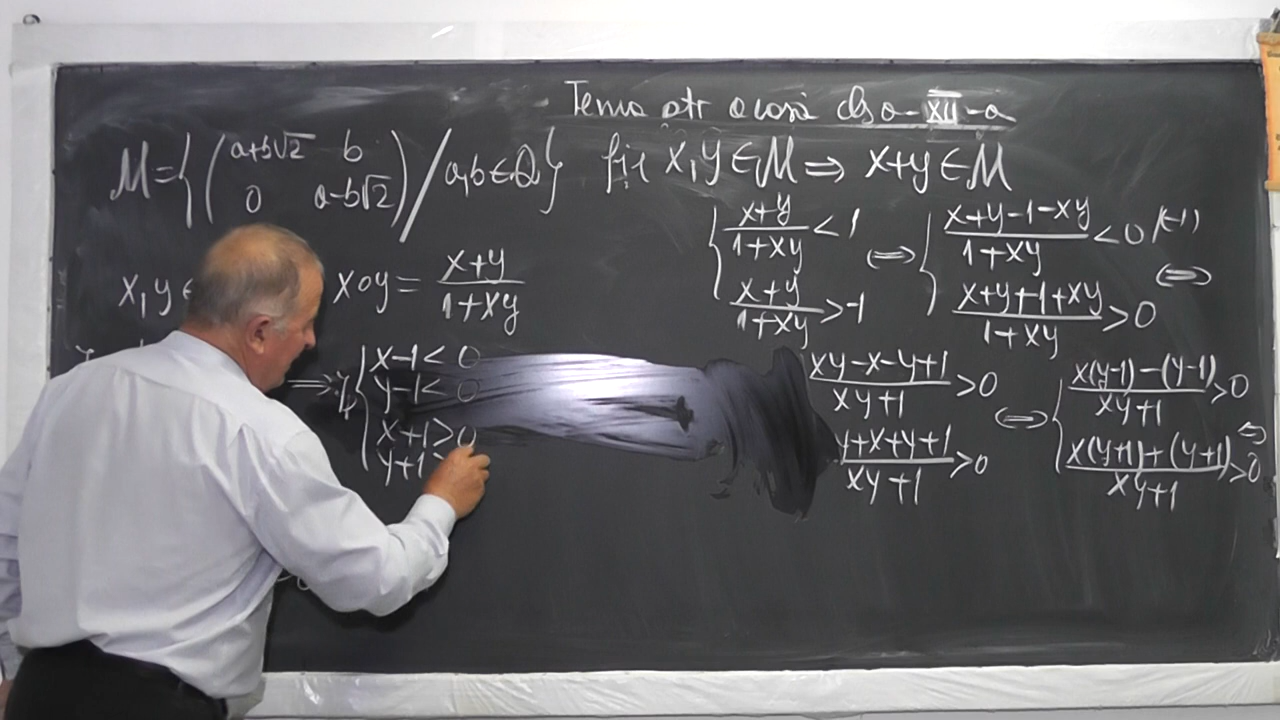 Tema ptr acasă cls a-XII-a
M={(a+b√2 b
0 a-b√2)/a,b∈Q} fie X,Y∈M ⇒ X+Y∈M
x,y∈
x∘y= x+y
1+xy
{ x+y
1+xy <1
x+y
1+xy >-1
⇔ { x+y-1-xy
1+xy <0 /(-1)
x+y+1+xy
1+xy >0 ⇔
⇒ { x-1<0
y-1<0
x+1>0
y+1>
xy-x-y+1
xy+1 >0
y+x+y+1
xy+1 >0
⇔ { x(y-1)-(y-1)
xy+1 >0
x(y+1)+(y+1)
xy+1 >0 ⇔